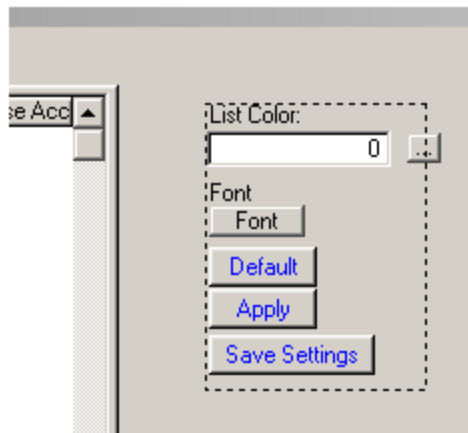 se Acc
List Color:
0
...
Font
Font
Default
Apply
Save Settings